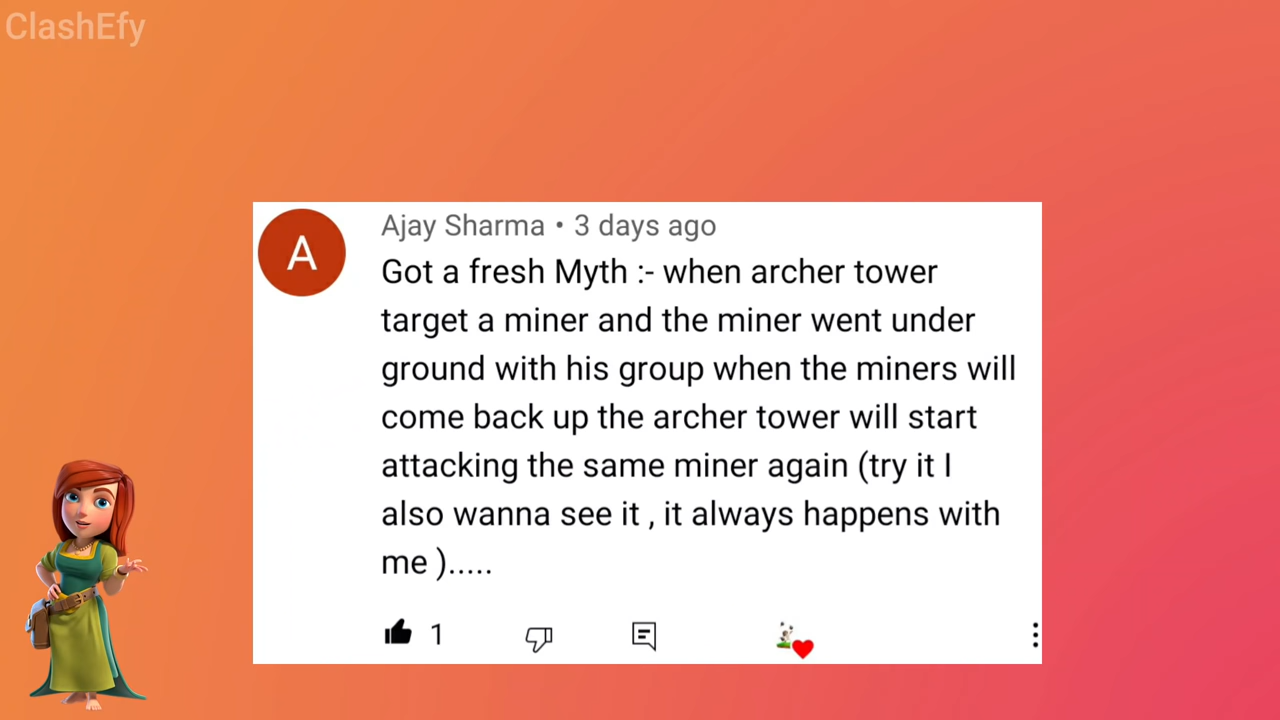 ClashEfy
A
Ajay Sharma • 3 days ago
Got a fresh Myth :- when archer tower
target a miner and the miner went under
ground with his group when the miners will
come back up the archer tower will start
attacking the same miner again (try it I
also wanna see it , it always happens with
me ).....
1